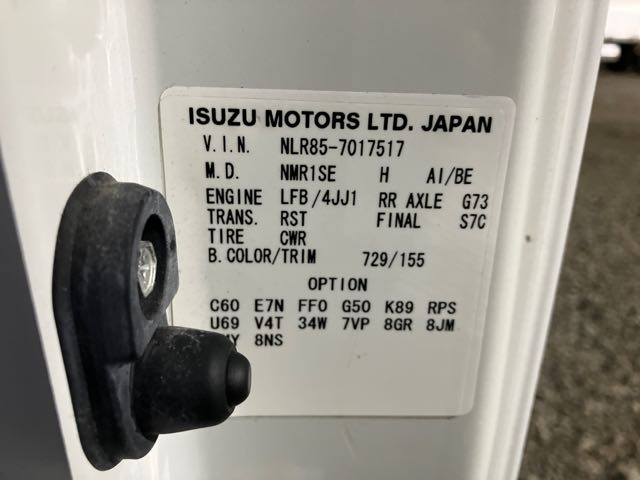 ISUZU MOTORS LTD. JAPAN
V.I.N. NLR85-7017517
M.D. NMR1SE H AI/BE
ENGINE LFB/4JJ1 RR AXLE G73
TRANS. RST FINAL S7C
TIRE CWR
B.COLOR/TRIM 729/155
OPTION
C60 E7N FF0 G50 K89 RPS
U69 V4T 34W 7VP 8GR 8JM
8NS